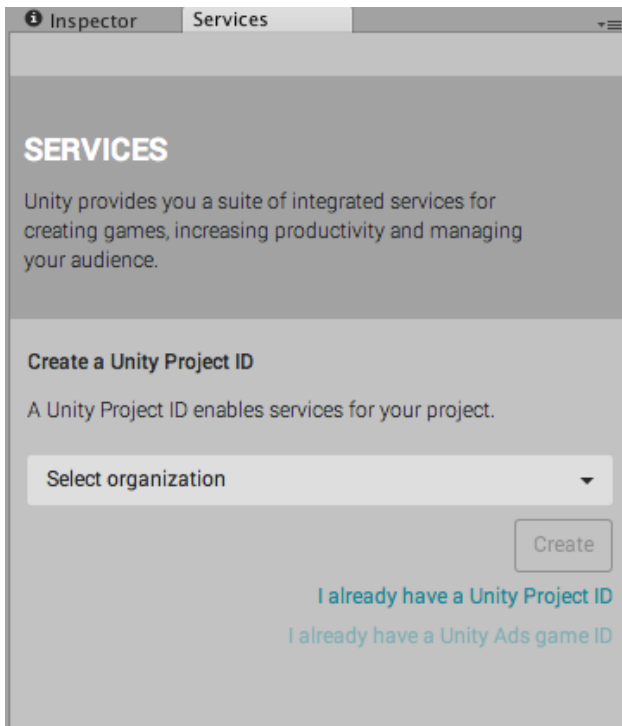 Inspector
Services
SERVICES
Unity provides you a suite of integrated services for
creating games, increasing productivity and managing
your audience.
Create a Unity Project ID
A Unity Project ID enables services for your project.
Select organization
Create
I already have a Unity Project ID
I already have a Unity Ads game ID